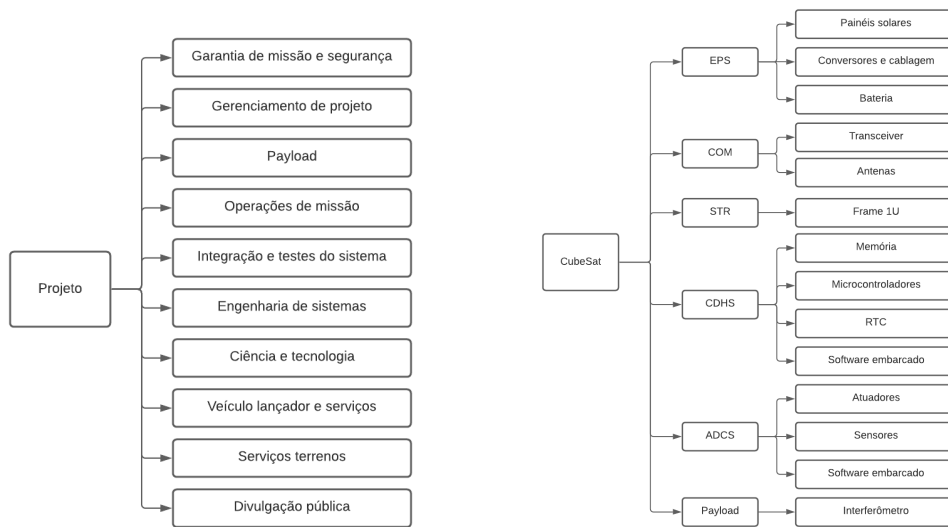 Projeto
Garantia de missão e segurança
Gerenciamento de projeto
Payload
Operações de missão
Integração e testes do sistema
Engenharia de sistemas
Ciência e tecnologia
Veículo lançador e serviços
Serviços terrenos
Divulgação pública
CubeSat
EPS
Painéis solares
Conversores e cablagem
Bateria
COM
Transceiver
Antenas
STR
Frame 1U
CDHS
Memória
Microcontroladores
RTC
Software embarcado
ADCS
Atuadores
Sensores
Software embarcado
Payload
Interferômetro